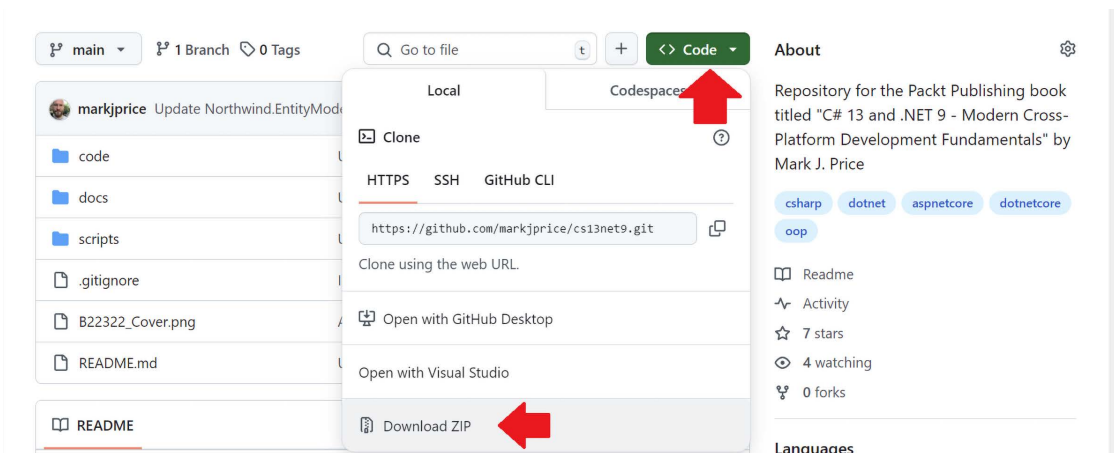 main
1 Branch
0 Tags
Go to file
t
+
<> Code
markjprice Update Northwind.EntityMode
code
docs
scripts
.gitignore
B22322_Cover.png
README.md
README
Local
Codespaces
Clone
HTTPS SSH GitHub CLI
https://github.com/markjprice/cs13net9.git
Clone using the web URL.
Open with GitHub Desktop
Open with Visual Studio
Download ZIP
About
Repository for the Packt Publishing book
titled "C# 13 and .NET 9 - Modern Cross-
Platform Development Fundamentals" by
Mark J. Price
csharp dotnet aspnetcore dotnetcore
oop
Readme
Activity
7 stars
4 watching
0 forks
Languages